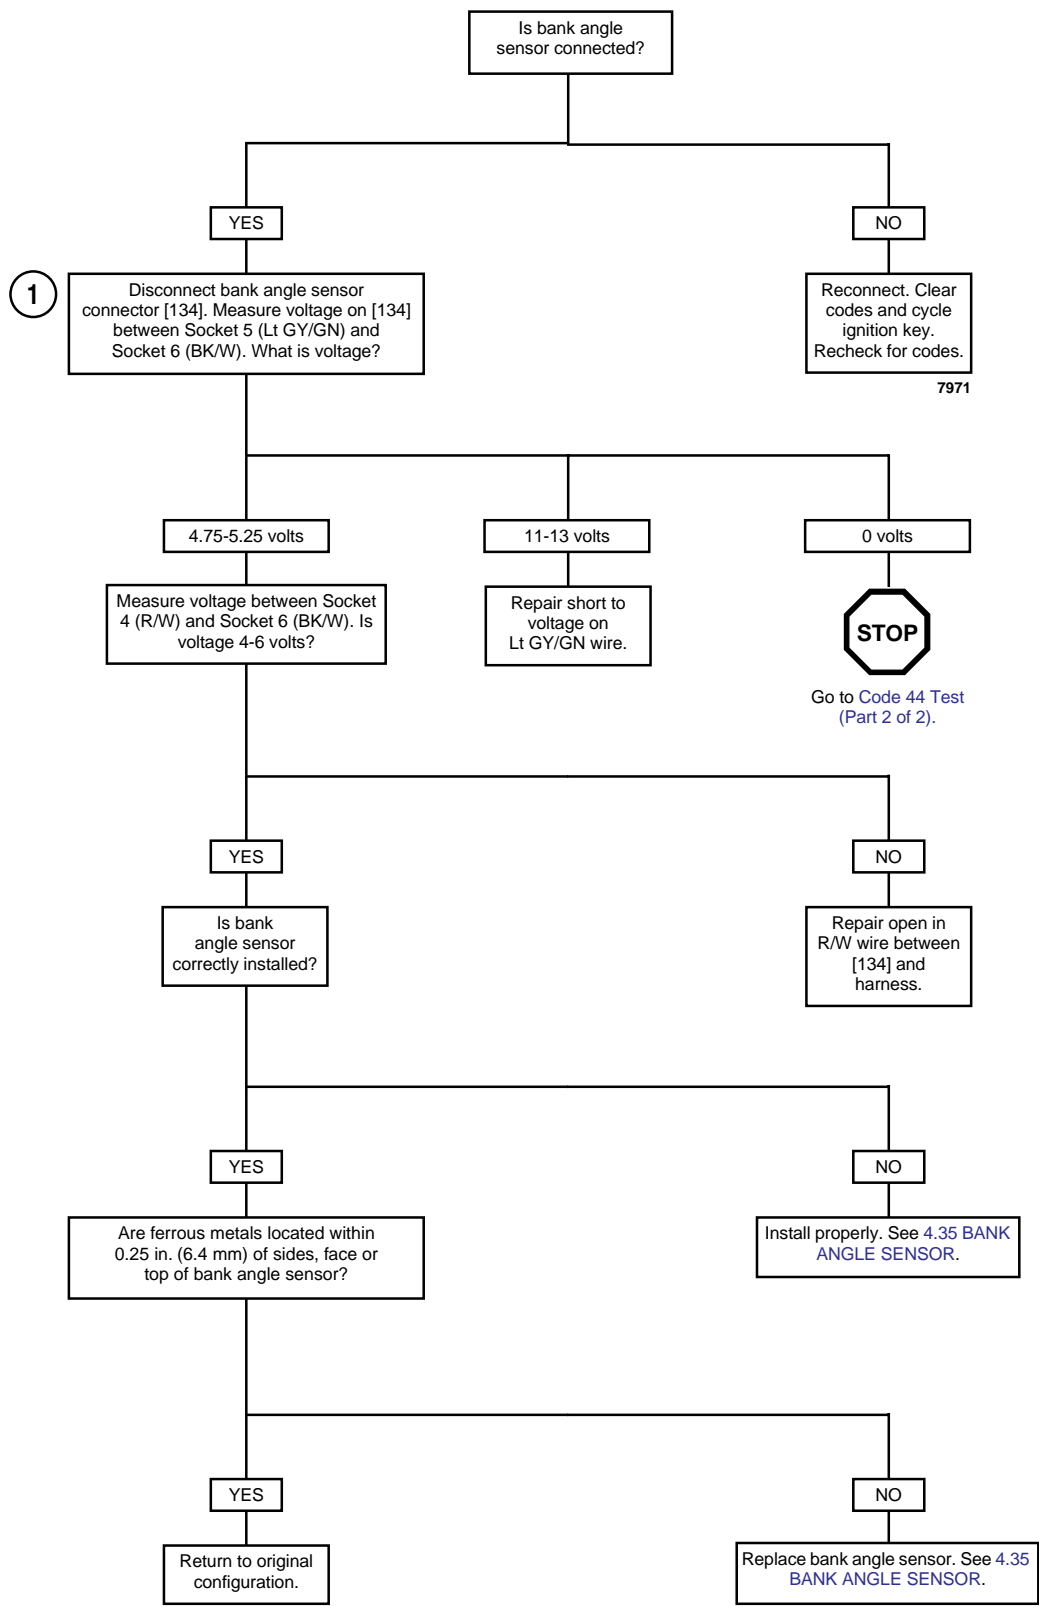 Is bank angle
sensor connected?
YES
NO
1
Disconnect bank angle sensor
connector [134]. Measure voltage on [134]
between Socket 5 (Lt GY/GN) and
Socket 6 (BK/W). What is voltage?
Reconnect. Clear
codes and cycle
ignition key.
Recheck for codes.
7971
4.75-5.25 volts
11-13 volts
0 volts
Measure voltage between Socket
4 (R/W) and Socket 6 (BK/W). Is
voltage 4-6 volts?
Repair short to
voltage on
Lt GY/GN wire.
STOP
Go to Code 44 Test
(Part 2 of 2).
YES
NO
Is bank
angle sensor
correctly installed?
Repair open in
R/W wire between
[134] and
harness.
YES
NO
Are ferrous metals located within
0.25 in. (6.4 mm) of sides, face or
top of bank angle sensor?
Install properly. See 4.35 BANK
ANGLE SENSOR.
YES
NO
Return to original
configuration.
Replace bank angle sensor. See 4.35
BANK ANGLE SENSOR.